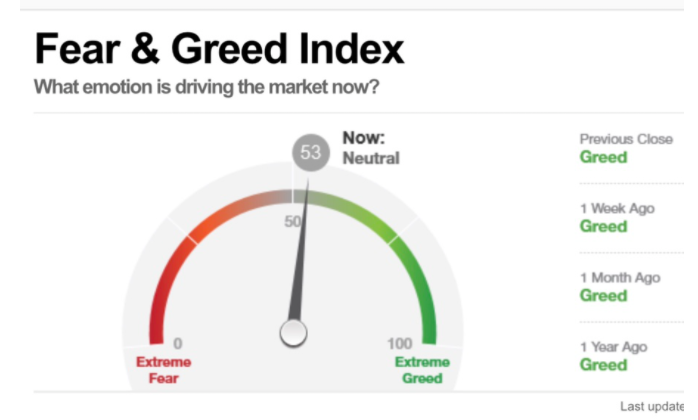 Fear & Greed Index
What emotion is driving the market now?
53
Now:
Neutral
50
0
100
Extreme
Fear
Extreme
Greed
Previous Close
Greed
1 Week Ago
Greed
1 Month Ago
Greed
1 Year Ago
Greed
Last update